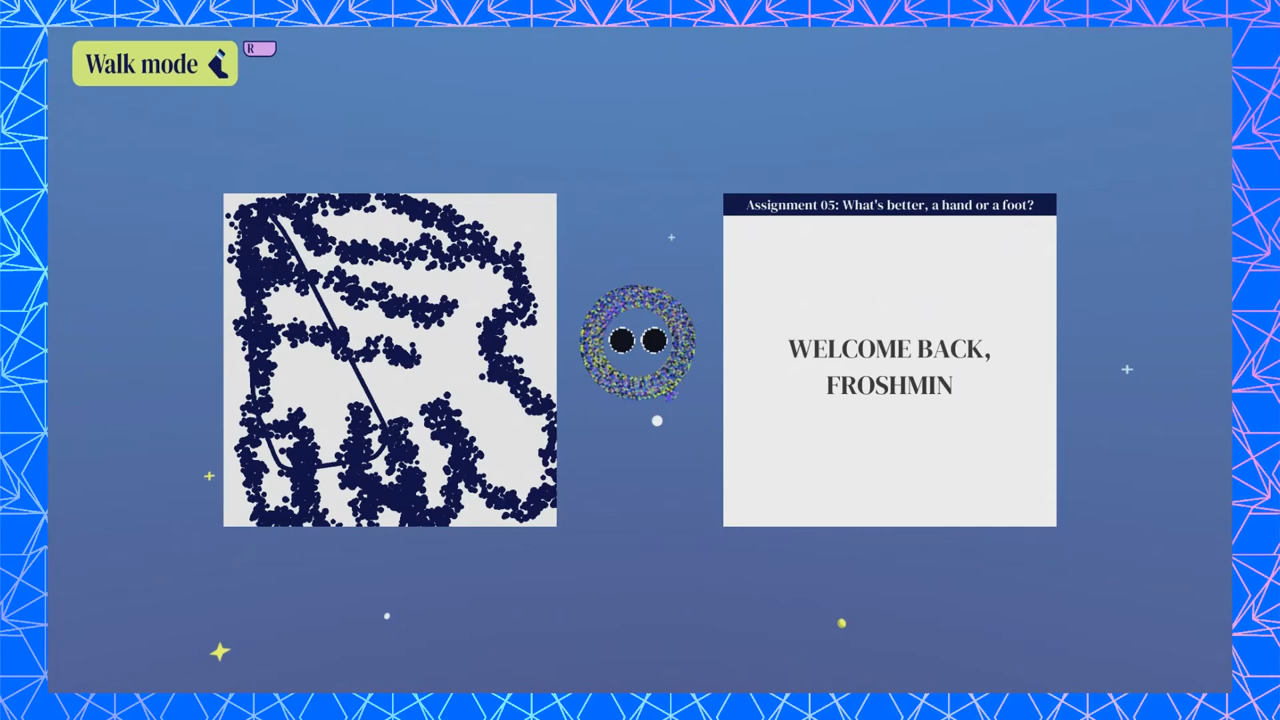 Walk mode
R
Assignment 05: What's better, a hand or a foot?
WELCOME BACK,
FROSHMIN